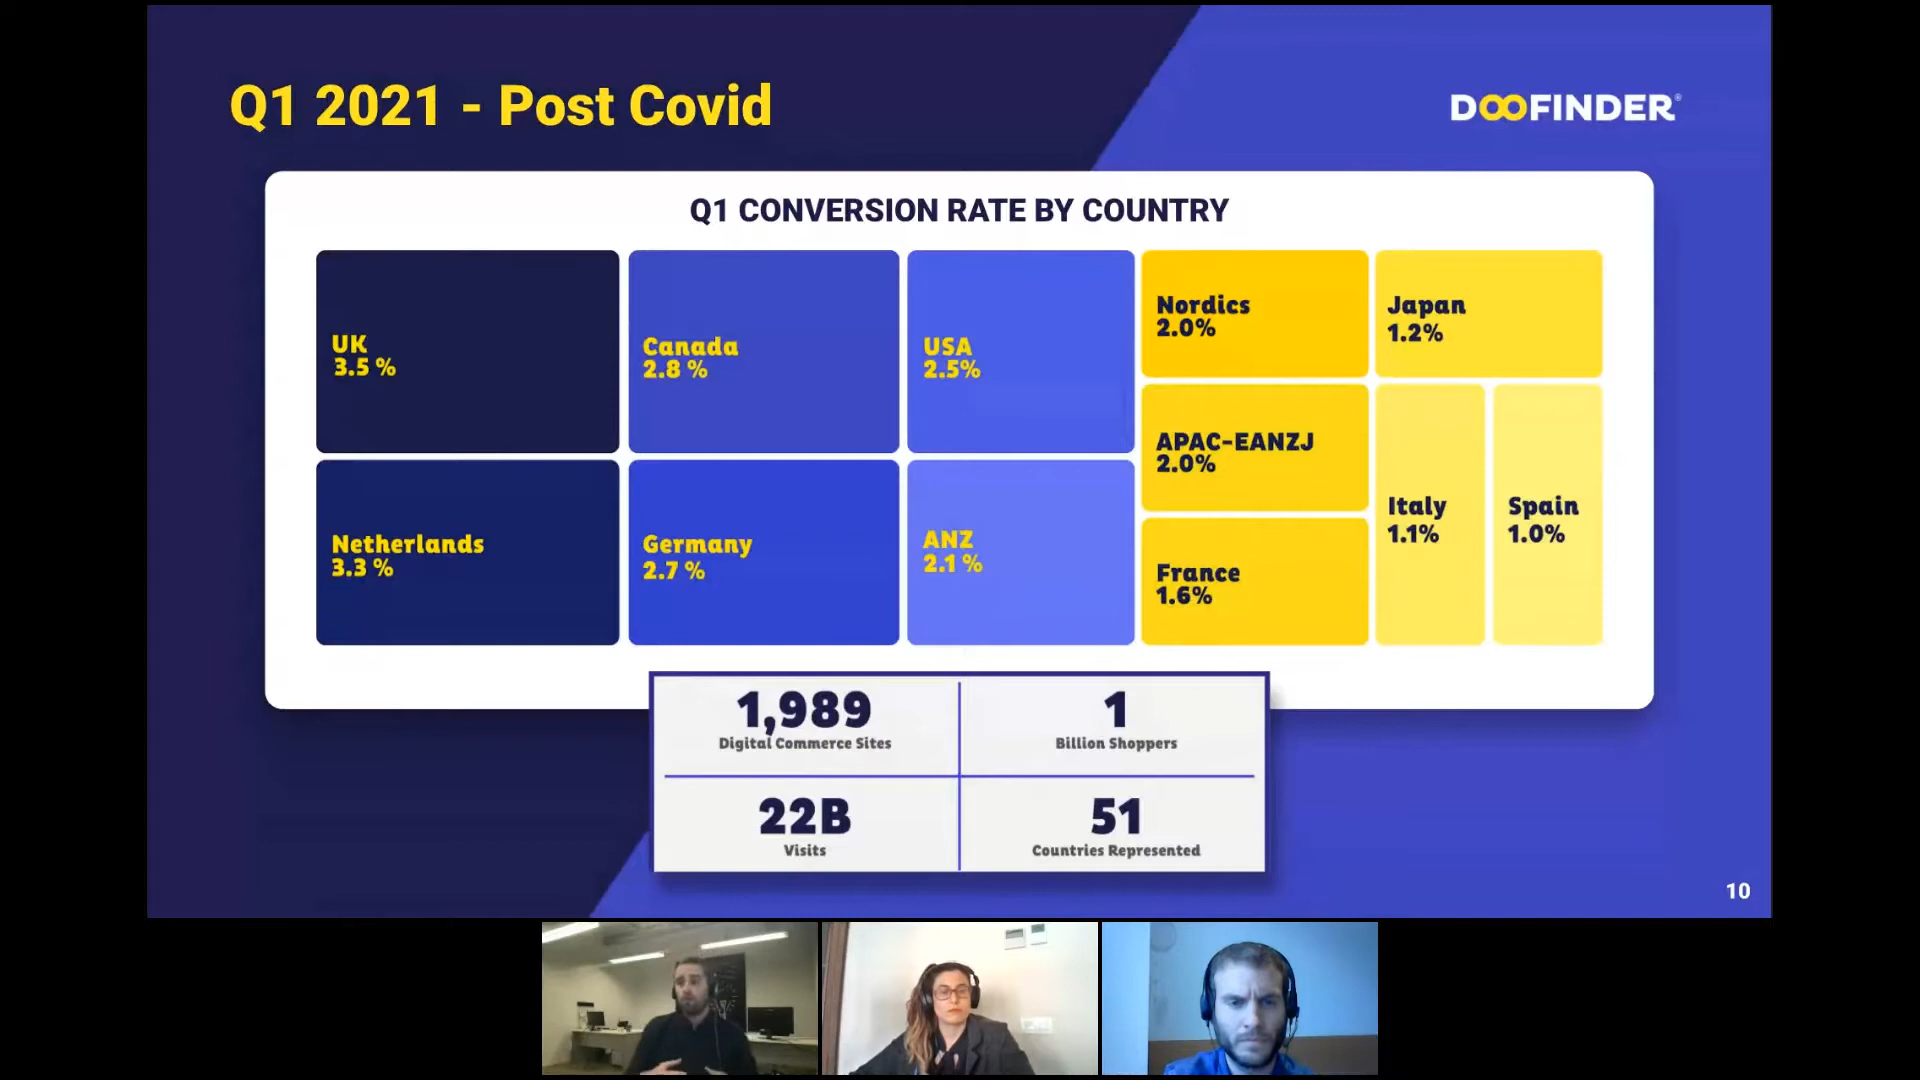 Q1 2021 - Post Covid
DOOFINDER®
Q1 CONVERSION RATE BY COUNTRY
UK
3.5 %
Canada
2.8 %
USA
2.5%
Nordics
2.0%
Japan
1.2%
APAC-EANZJ
2.0%
Netherlands
3.3 %
Germany
2.7 %
ANZ
2.1 %
France
1.6%
Italy
1.1%
Spain
1.0%
1,989
Digital Commerce Sites
1
Billion Shoppers
22B
Visits
51
Countries Represented
10